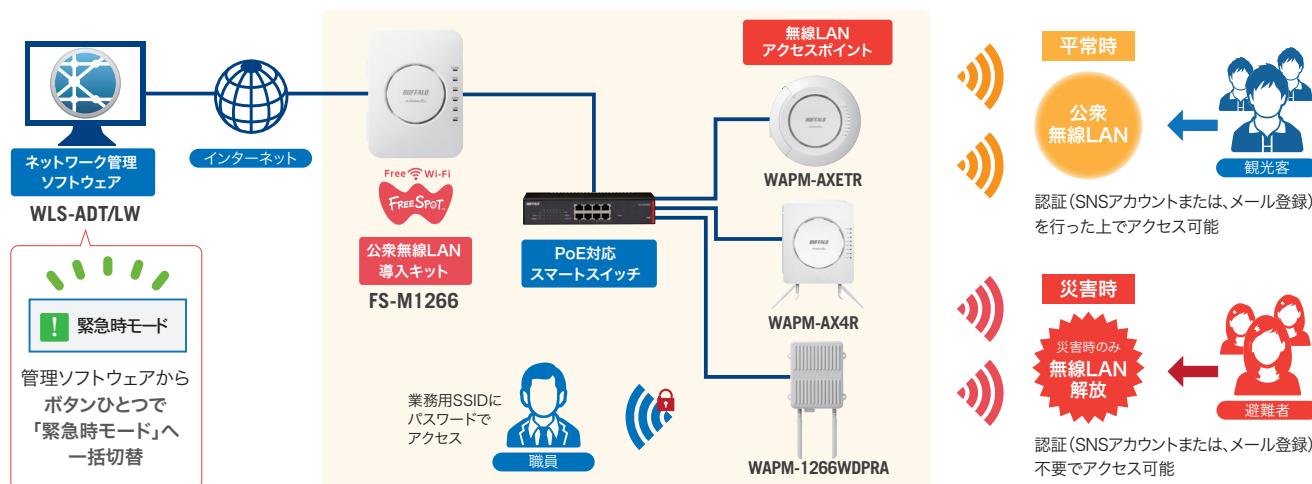 ネットワーク管理
ソフトウェア
WLS-ADT/LW
! 緊急時モード
管理ソフトウェアから
ボタンひとつで
「緊急時モード」へ
一括切替
インターネット
BUFFALO
Free Wi-Fi
FREESPOT
公衆無線LAN
導入キット
FS-M1266
BUFFALO
PoE対応
スマートスイッチ
業務用SSIDに
パスワードで
アクセス
職員
無線LAN
アクセスポイント
BUFFALO
WAPM-AXETR
BUFFALO
WAPM-AX4R
WAPM-1266WDPRA
平常時
公衆
無線LAN
観光客
認証(SNSアカウントまたは、メール登録)
を行った上でアクセス可能
災害時
災害時のみ
無線LAN
解放
避難者
認証(SNSアカウントまたは、メール登録)
不要でアクセス可能